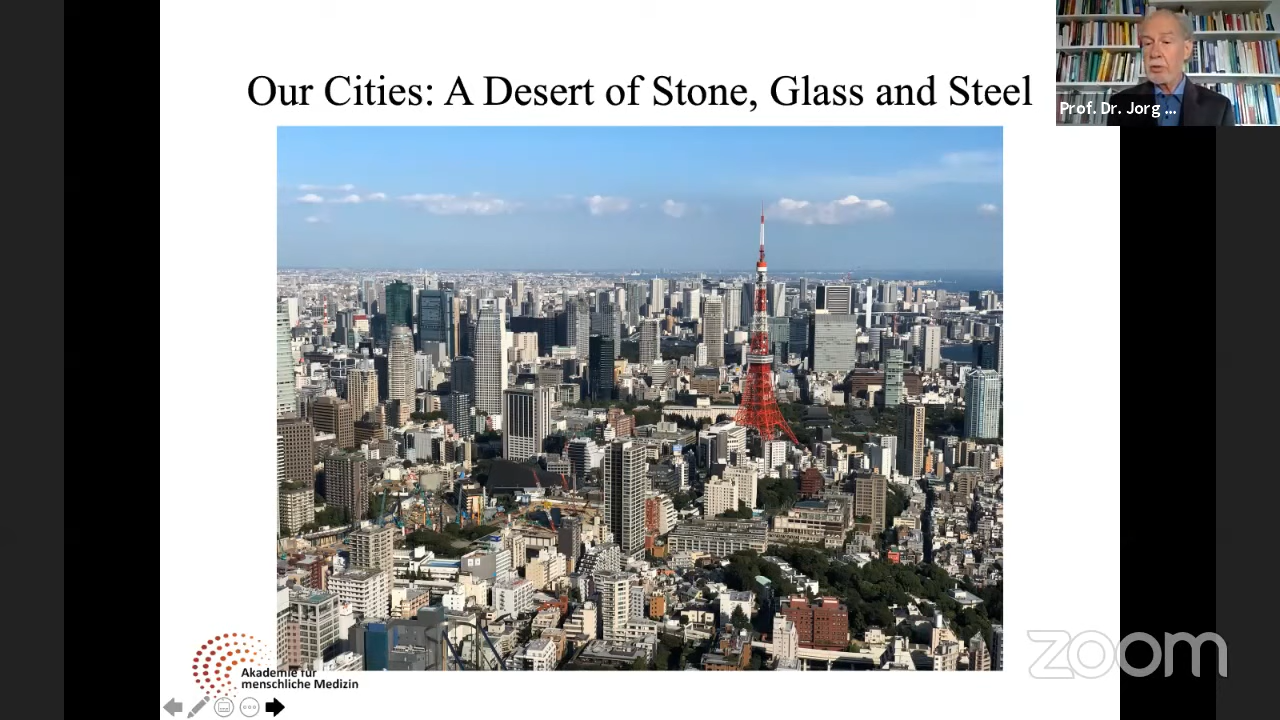 Our Cities: A Desert of Stone, Glass and Steel
Prof. Dr. Jorg ...
Akademie für
menschliche Medizin
zoom